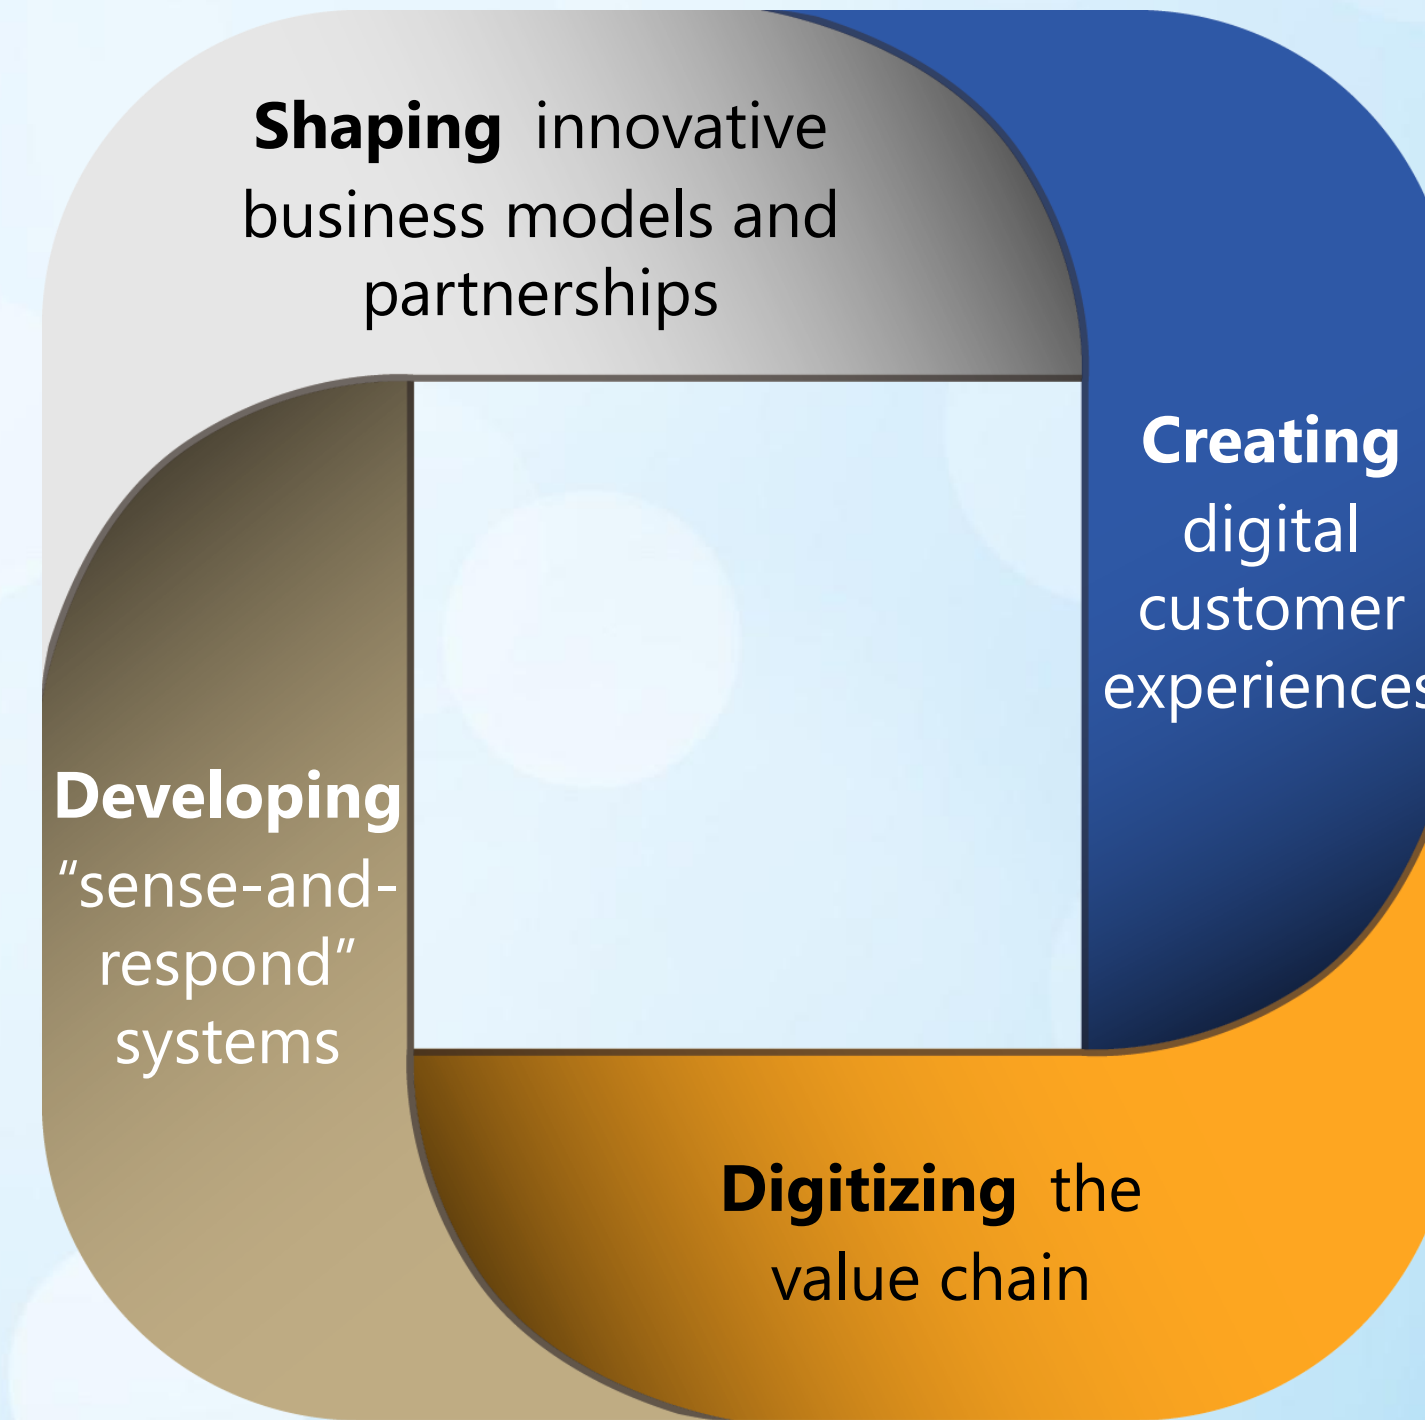 Shaping innovative
business models and
partnerships
Creating
digital
customer
experiences
Developing
“sense-and-
respond”
systems
Digitizing the
value chain